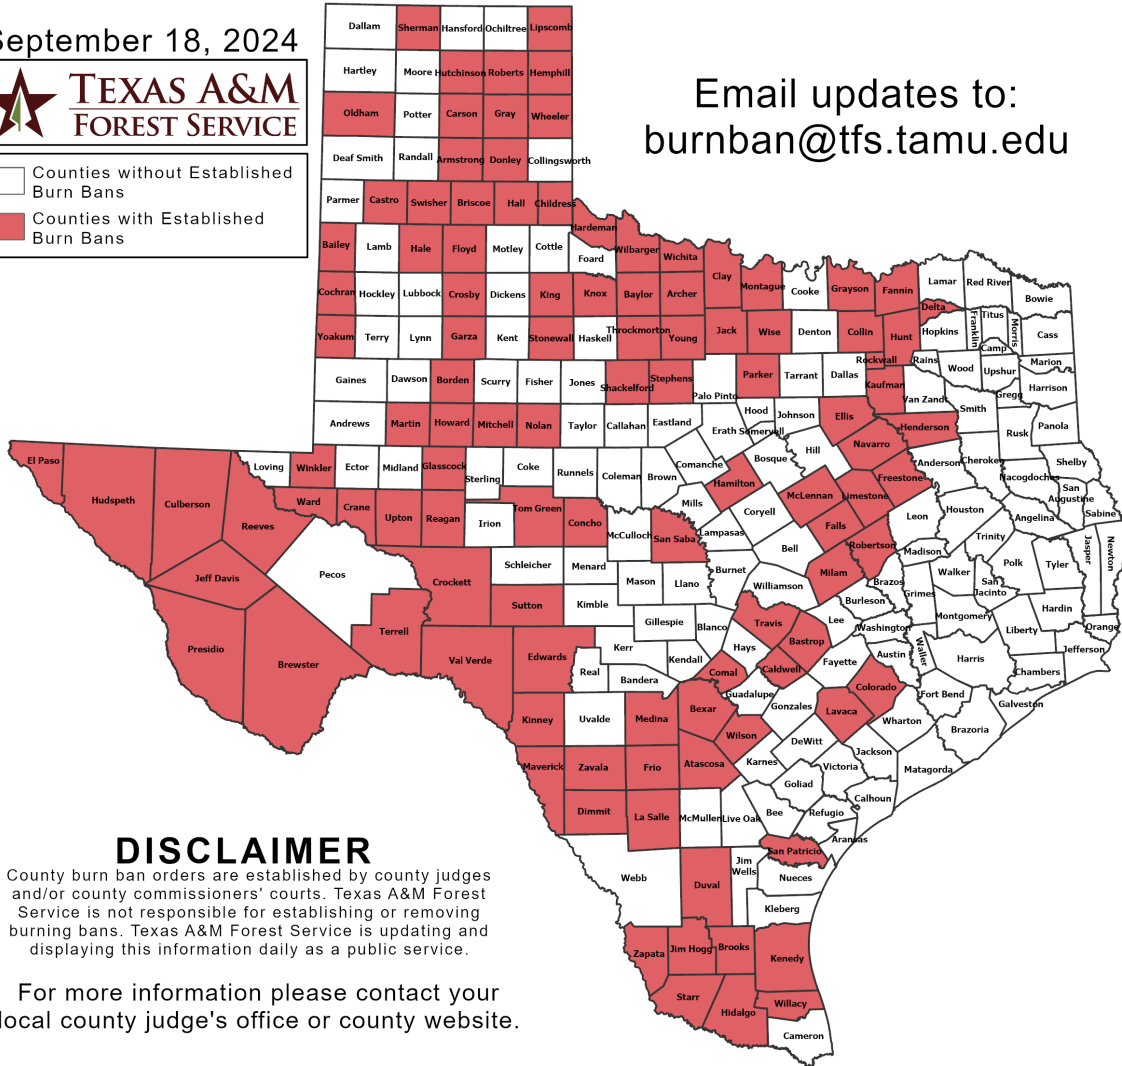 September 18, 2024
TEXAS A&M
FOREST SERVICE
Counties without Established
Burn Bans
Counties with Established
Burn Bans
Email updates to:
burnban@tfs.tamu.edu
Dallam Sherman Hansford Ochiltree Lipscomb
Hartley Moore Hutchinson Roberts Hemphill
Oldham Potter Carson Gray Wheeler
Deaf Smith Randall Armstrong Donley Collingsworth
Parmer Castro Swisher Briscoe Hall Childress
Hardeman
Bailey Lamb Hale Floyd Motley Cottle Foard Wilbarger Wichita
Clay Montague Cooke Grayson Fannin Lamar Red River Bowie
Cochran Hockley Lubbock Crosby Dickens King Knox Baylor Archer
Delta Hopkins Franklin Titus Morris Cass
Yoakum Terry Lynn Garza Kent Stonewall Haskell Throckmorton Young Jack Wise Denton Collin Hunt
Rockwall Rains Camp Marion
Gaines Dawson Borden Scurry Fisher Jones Shackelford Stephens Palo Pinto Parker Tarrant Dallas Kaufman Van Zandt Wood Upshur Gregg Harrison
Andrews Martin Howard Mitchell Nolan Taylor Callahan Eastland Erath Hood Somervell Johnson Ellis Henderson Smith Rusk Panola
El Paso Loving Winkler Ector Midland Glasscock Sterling Coke Runnels Coleman Brown Comanche Bosque Hill Navarro Anderson Cherokee Nacogdoches Shelby
Hudspeth Culberson Reeves Ward Crane Upton Reagan Irion Tom Green Concho McCulloch San Saba Mills Hamilton Coryell McLennan Limestone Freestone Leon Houston Angelina San Augustine Sabine
Jeff Davis Pecos Crockett Schleicher Menard Mason Llano Lampasas Burnet Bell Falls Robertson Madison Trinity Polk Tyler Jasper Newton
Sutton Kimble Williamson Milam Brazos Grimes Walker San Jacinto Hardin
Presidio Brewster Terrell Val Verde Edwards Gillespie Blanco Travis Bastrop Lee Burleson Washington Montgomery Liberty Orange
Real Kerr Bandera Kendall Hays Comal Caldwell Fayette Austin Waller Harris Chambers Jefferson
Kinney Uvalde Medina Bexar Guadalupe Gonzales Lavaca Colorado Wharton Fort Bend Brazoria Galveston
Maverick Zavala Frio Atascosa Wilson Karnes DeWitt Victoria Jackson Matagorda
Dimmit La Salle McMullen Live Oak Bee Goliad Refugio Calhoun Aransas
Webb Duval Jim Wells San Patricio Nueces Kleberg
Zapata Jim Hogg Brooks Kenedy
Starr Hidalgo Willacy Cameron
DISCLAIMER
County burn ban orders are established by county judges
and/or county commissioners' courts. Texas A&M Forest
Service is not responsible for establishing or removing
burning bans. Texas A&M Forest Service is updating and
displaying this information daily as a public service.
For more information please contact your
local county judge's office or county website.